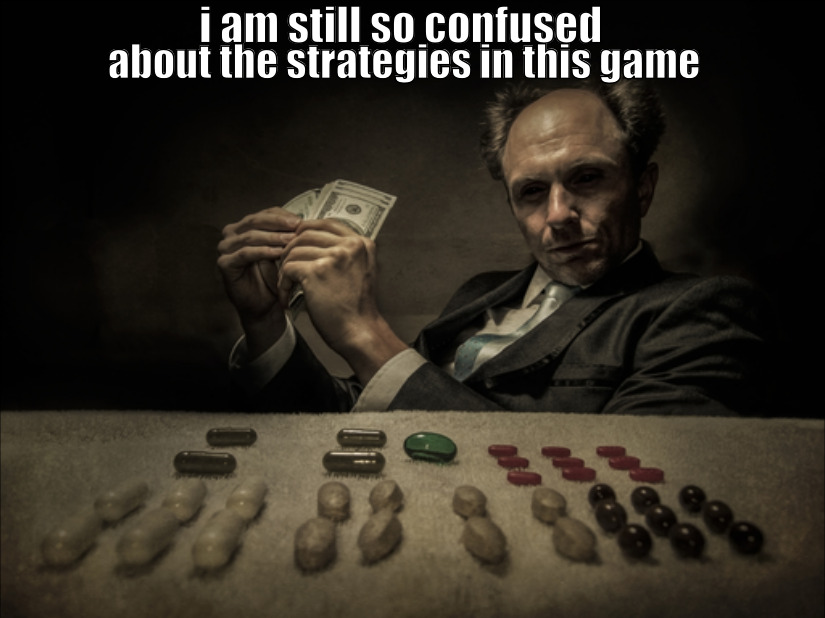 i am still so confused
about the strategies in this game